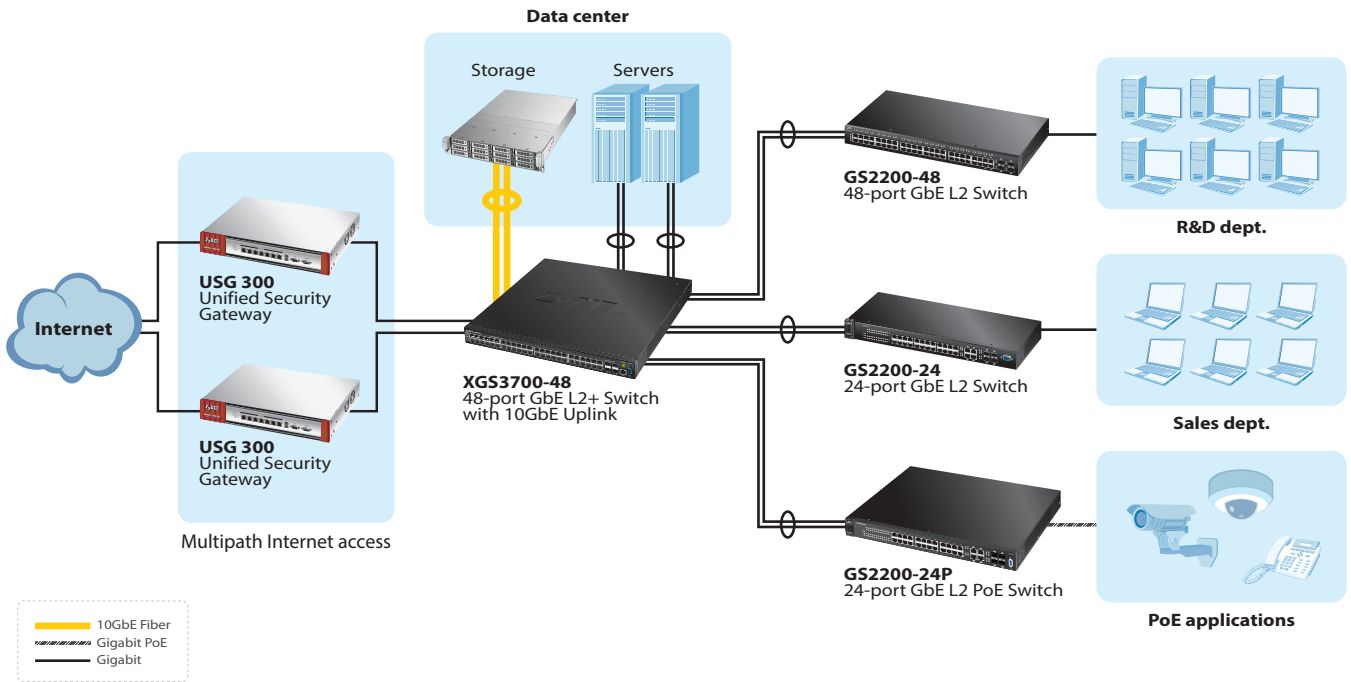 Data center
Storage
Servers
GS2200-48
48-port GbE L2 Switch
R&D dept.
USG 300
Unified Security
Gateway
Internet
XGS3700-48
48-port GbE L2+ Switch
with 10GbE Uplink
GS2200-24
24-port GbE L2 Switch
Sales dept.
USG 300
Unified Security
Gateway
Multipath Internet access
GS2200-24P
24-port GbE L2 PoE Switch
PoE applications
10GbE Fiber
Gigabit PoE
Gigabit